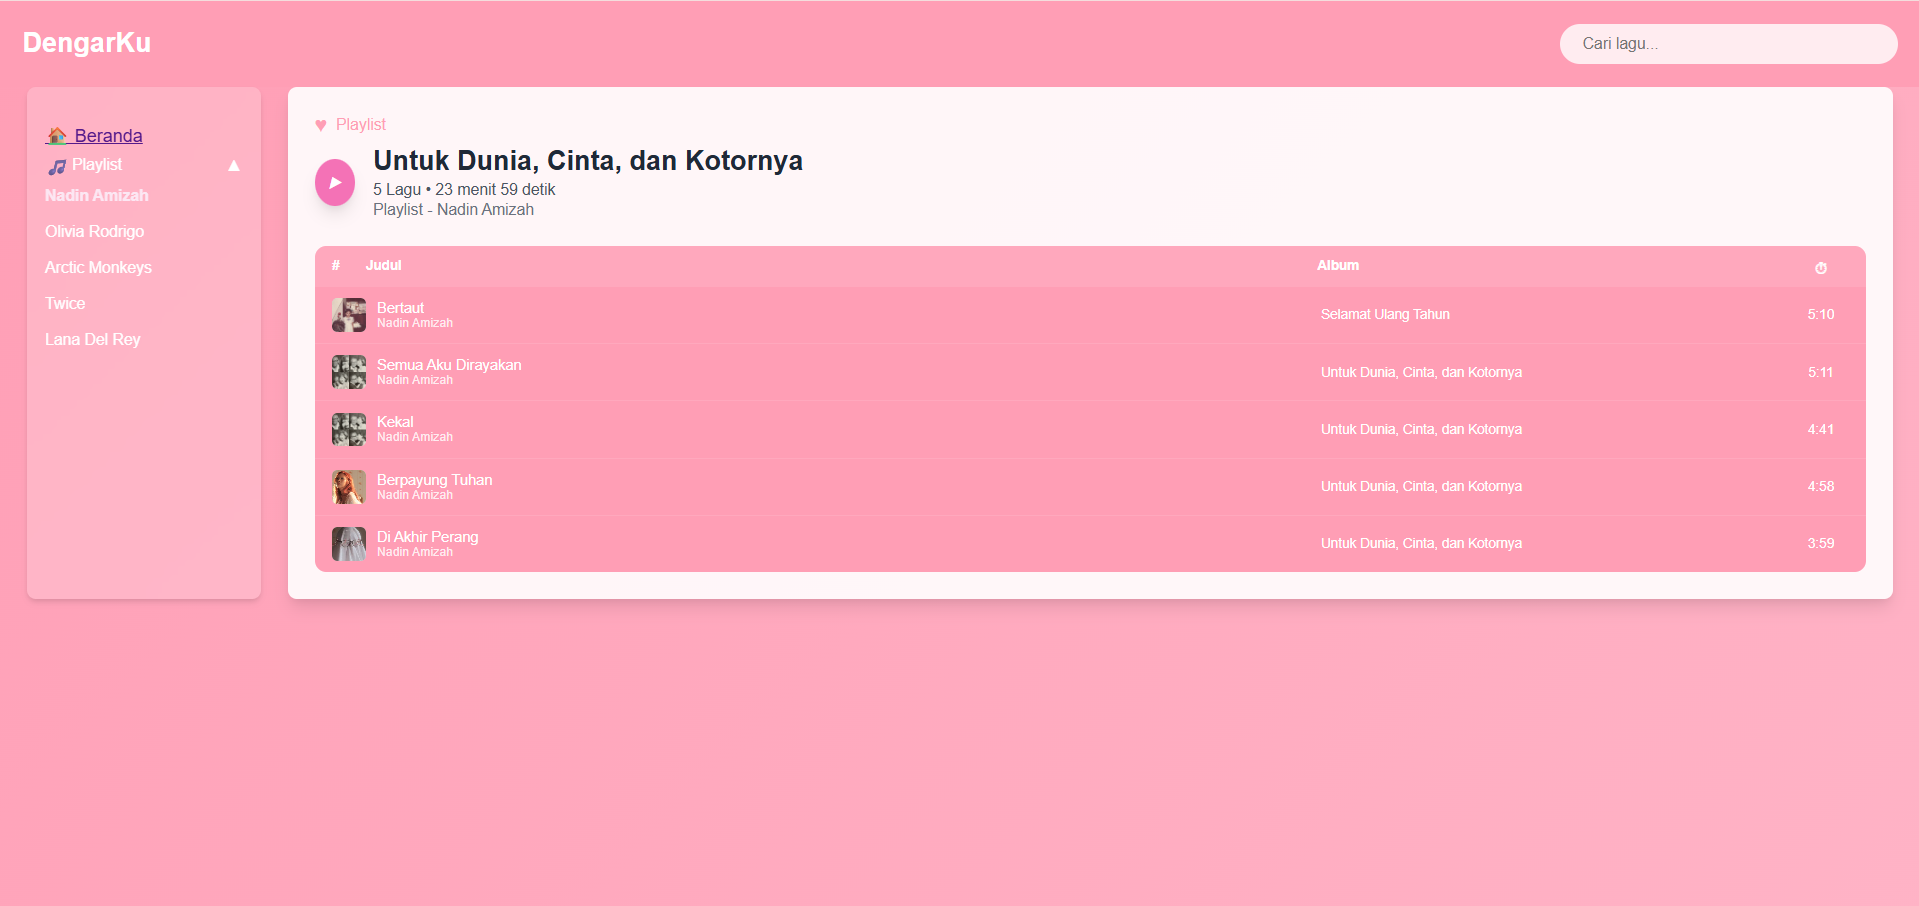 DengarKu
Cari lagu...
Beranda
Playlist ▲
Nadin Amizah
Olivia Rodrigo
Arctic Monkeys
Twice
Lana Del Rey
♥ Playlist
Untuk Dunia, Cinta, dan Kotornya
5 Lagu • 23 menit 59 detik
Playlist - Nadin Amizah
# Judul Album ⏱
Bertaut
Nadin Amizah
Selamat Ulang Tahun 5:10
Semua Aku Dirayakan
Nadin Amizah
Untuk Dunia, Cinta, dan Kotornya 5:11
Kekal
Nadin Amizah
Untuk Dunia, Cinta, dan Kotornya 4:41
Berpayung Tuhan
Nadin Amizah
Untuk Dunia, Cinta, dan Kotornya 4:58
Di Akhir Perang
Nadin Amizah
Untuk Dunia, Cinta, dan Kotornya 3:59